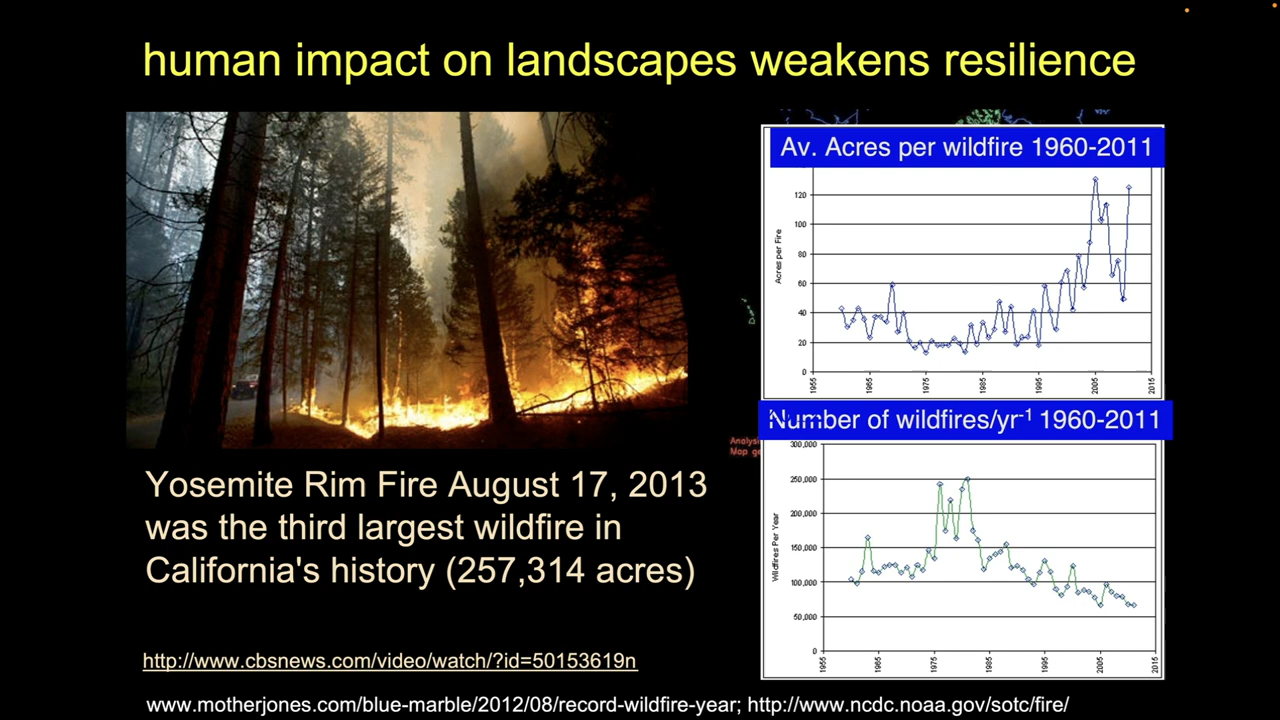 human impact on landscapes weakens resilience
Av. Acres per wildfire 1960-2011
Acres per Fire
120
100
80
60
40
20
0
1955
1965
1975
1985
1995
2005
2015
Number of wildfires/yr-1 1960-2011
Wildfires Per Year
300,000
250,000
200,000
150,000
100,000
50,000
0
1955
1965
1975
1985
1995
2005
2015
Map ge
Yosemite Rim Fire August 17, 2013
was the third largest wildfire in
California's history (257,314 acres)
http://www.cbsnews.com/video/watch/?id=50153619n
www.motherjones.com/blue-marble/2012/08/record-wildfire-year; http://www.ncdc.noaa.gov/sotc/fire/